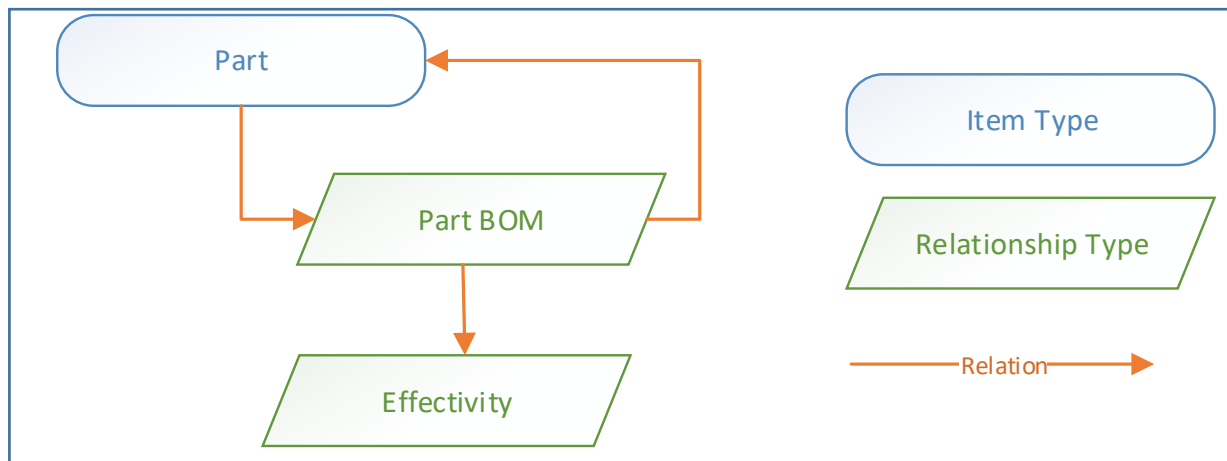 Part
Item Type
Part BOM
Relationship Type
Relation
Effectivity